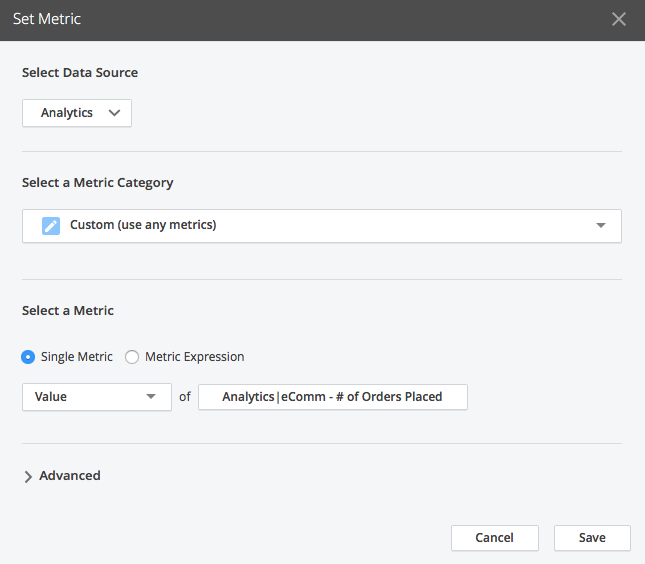 Set Metric
Select Data Source
Analytics
Select a Metric Category
Custom (use any metrics)
Select a Metric
Single Metric Metric Expression
Value of Analytics|eComm - # of Orders Placed
Advanced
Cancel Save